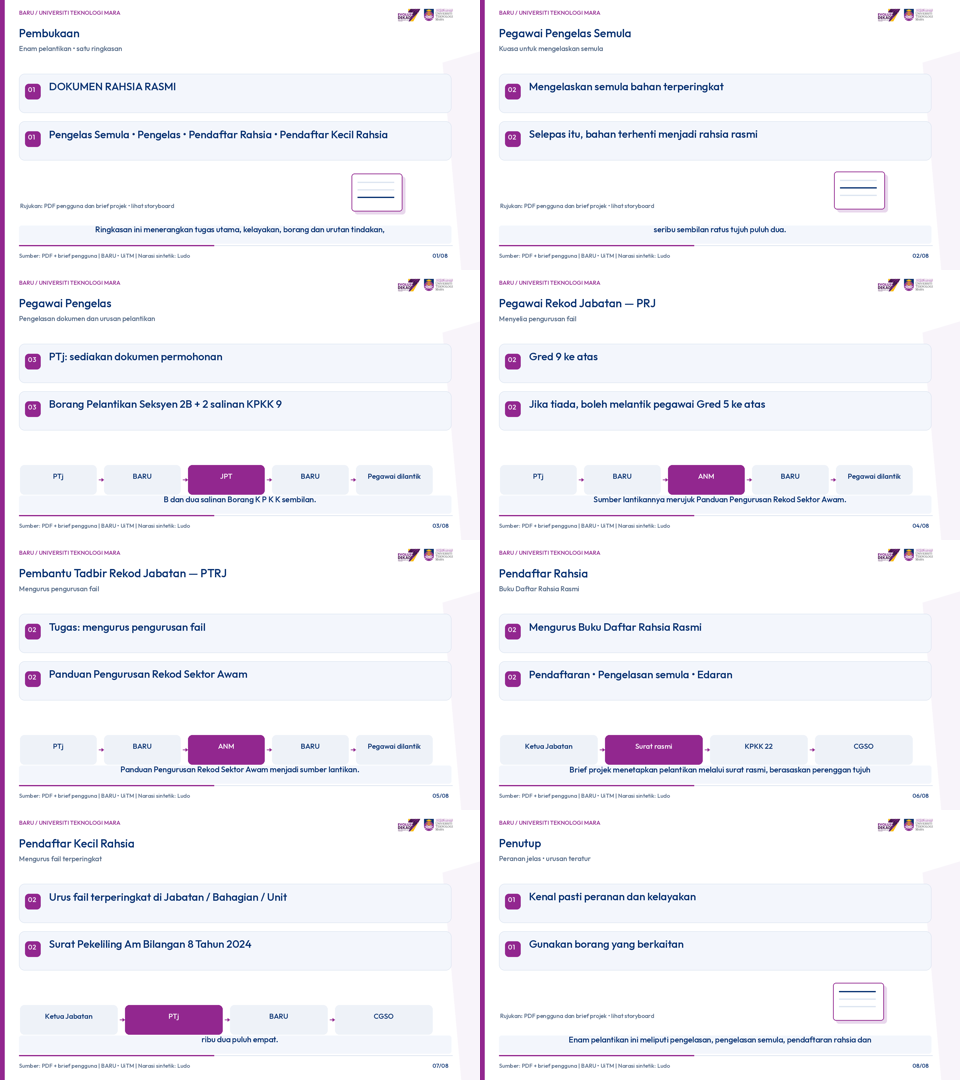 BARU / UNIVERSITI TEKNOLOGI MARA
Pembukaan
Enam pelantikan • satu ringkasan
01
DOKUMEN RAHSIA RASMI
01
Pengelas Semula • Pengelas • Pendaftar Rahsia • Pendaftar Kecil Rahsia
Rujukan: PDF pengguna dan brief projek • lihat storyboard
Ringkasan ini menerangkan tugas utama, kelayakan, borang dan urutan tindakan,
Sumber: PDF + brief pengguna | BARU • UiTM | Narasi sintetik: Ludo
01/08
BARU / UNIVERSITI TEKNOLOGI MARA
Pegawai Pengelas Semula
Kuasa untuk mengelaskan semula
02
Mengelaskan semula bahan terperingkat
02
Selepas itu, bahan terhenti menjadi rahsia rasmi
Rujukan: PDF pengguna dan brief projek • lihat storyboard
seribu sembilan ratus tujuh puluh dua.
Sumber: PDF + brief pengguna | BARU • UiTM | Narasi sintetik: Ludo
02/08
BARU / UNIVERSITI TEKNOLOGI MARA
Pegawai Pengelas
Pengelasan dokumen dan urusan pelantikan
03
PTj: sediakan dokumen permohonan
03
Borang Pelantikan Seksyen 2B + 2 salinan KPKK 9
PTj
BARU
JPT
BARU
Pegawai dilantik
B dan dua salinan Borang K P K K sembilan.
Sumber: PDF + brief pengguna | BARU • UiTM | Narasi sintetik: Ludo
03/08
BARU / UNIVERSITI TEKNOLOGI MARA
Pegawai Rekod Jabatan — PRJ
Menyelia pengurusan fail
02
Gred 9 ke atas
02
Jika tiada, boleh melantik pegawai Gred 5 ke atas
PTj
BARU
ANM
BARU
Pegawai dilantik
Sumber lantikannya merujuk Panduan Pengurusan Rekod Sektor Awam.
Sumber: PDF + brief pengguna | BARU • UiTM | Narasi sintetik: Ludo
04/08
BARU / UNIVERSITI TEKNOLOGI MARA
Pembantu Tadbir Rekod Jabatan — PTRJ
Mengurus pengurusan fail
02
Tugas: mengurus pengurusan fail
02
Panduan Pengurusan Rekod Sektor Awam
PTj
BARU
ANM
BARU
Pegawai dilantik
Panduan Pengurusan Rekod Sektor Awam menjadi sumber lantikan.
Sumber: PDF + brief pengguna | BARU • UiTM | Narasi sintetik: Ludo
05/08
BARU / UNIVERSITI TEKNOLOGI MARA
Pendaftar Rahsia
Buku Daftar Rahsia Rasmi
02
Mengurus Buku Daftar Rahsia Rasmi
02
Pendaftaran • Pengelasan semula • Edaran
Ketua Jabatan
Surat rasmi
KPKK 22
CGSO
Brief projek menetapkan pelantikan melalui surat rasmi, berasaskan perenggan tujuh
Sumber: PDF + brief pengguna | BARU • UiTM | Narasi sintetik: Ludo
06/08
BARU / UNIVERSITI TEKNOLOGI MARA
Pendaftar Kecil Rahsia
Mengurus fail terperingkat
02
Urus fail terperingkat di Jabatan / Bahagian / Unit
02
Surat Pekeliling Am Bilangan 8 Tahun 2024
Ketua Jabatan
PTj
BARU
CGSO
ribu dua puluh empat.
Sumber: PDF + brief pengguna | BARU • UiTM | Narasi sintetik: Ludo
07/08
BARU / UNIVERSITI TEKNOLOGI MARA
Penutup
Peranan jelas • urusan teratur
01
Kenal pasti peranan dan kelayakan
01
Gunakan borang yang berkaitan
Rujukan: PDF pengguna dan brief projek • lihat storyboard
Enam pelantikan ini meliputi pengelasan, pengelasan semula, pendaftaran rahsia dan
Sumber: PDF + brief pengguna | BARU • UiTM | Narasi sintetik: Ludo
08/08